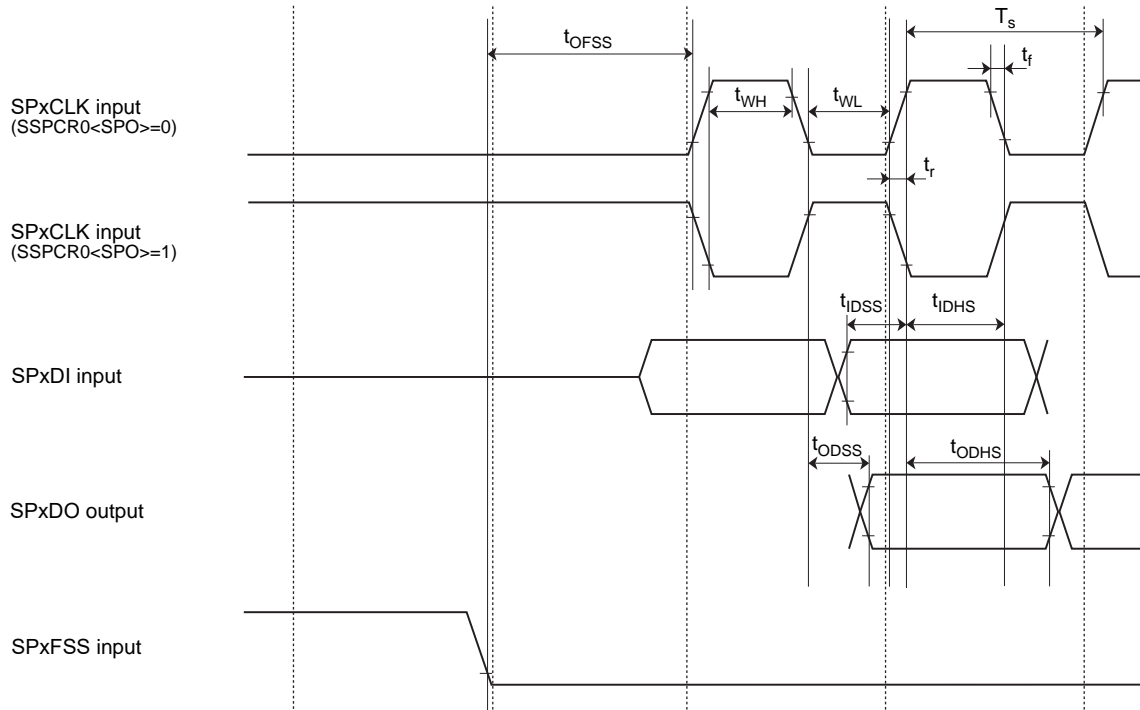 T_s
t_OFSS
t_f
SPxCLK input
(SSPCR0<SPO>=0)
t_WH
t_WL
t_r
SPxCLK input
(SSPCR0<SPO>=1)
t_IDSS
t_IDHS
SPxDI input
t_ODSS
t_ODHS
SPxDO output
SPxFSS input